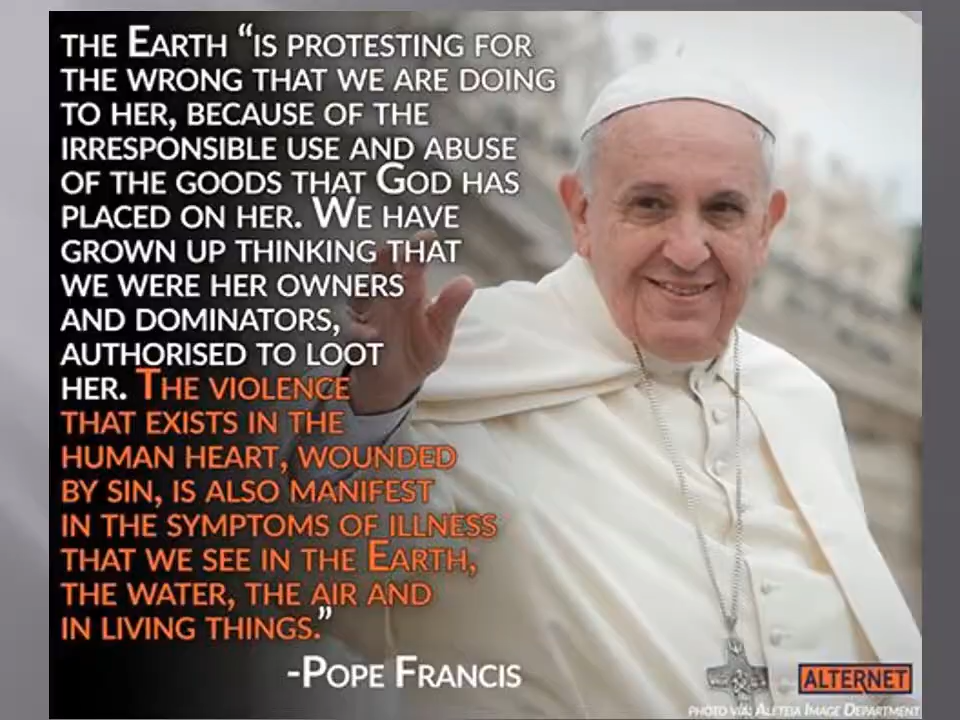 THE EARTH “IS PROTESTING FOR
THE WRONG THAT WE ARE DOING
TO HER, BECAUSE OF THE
IRRESPONSIBLE USE AND ABUSE
OF THE GOODS THAT GOD HAS
PLACED ON HER. WE HAVE
GROWN UP THINKING THAT
WE WERE HER OWNERS
AND DOMINATORS,
AUTHORISED TO LOOT
HER. THE VIOLENCE
THAT EXISTS IN THE
HUMAN HEART, WOUNDED
BY SIN, IS ALSO MANIFEST
IN THE SYMPTOMS OF ILLNESS
THAT WE SEE IN THE EARTH,
THE WATER, THE AIR AND
IN LIVING THINGS.”
-POPE FRANCIS
ALTERNET
PHOTO VIA: ALETEIA IMAGE DEPARTMENT